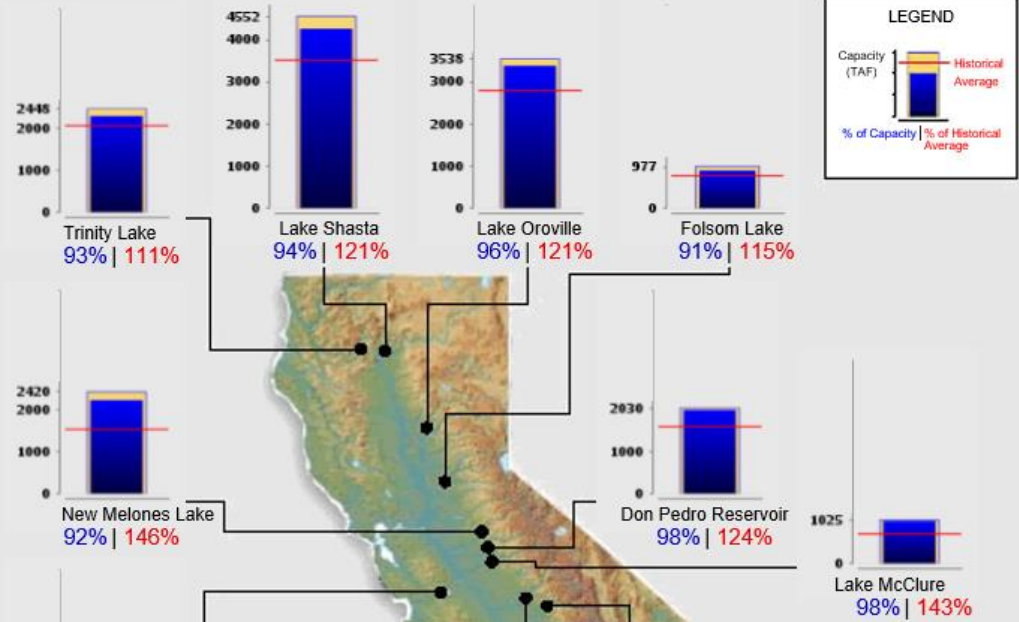 4552
4000
3000
2000
1000
0
Lake Shasta
94% | 121%
3538
3000
2000
1000
0
Lake Oroville
96% | 121%
LEGEND
Capacity
(TAF)
Historical
Average
% of Capacity | % of Historical
Average
2448
2000
1000
0
Trinity Lake
93% | 111%
977
0
Folsom Lake
91% | 115%
2420
2000
1000
0
New Melones Lake
92% | 146%
2030
1000
0
Don Pedro Reservoir
98% | 124%
1025
0
Lake McClure
98% | 143%